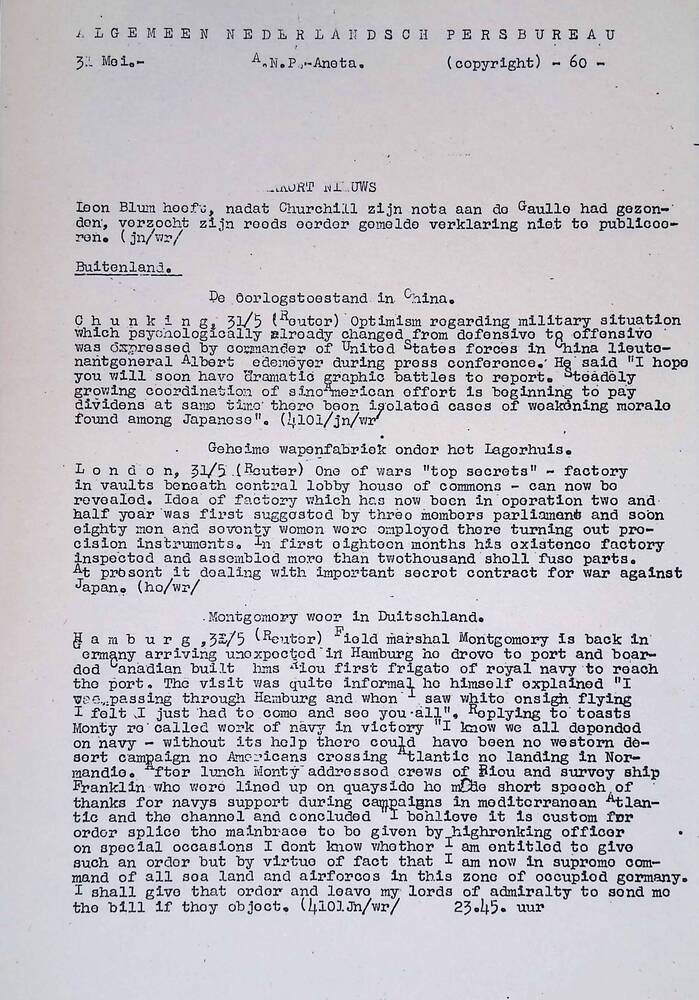 ALGEMEEN NEDERLANDSCH PERSBUREAU
31 Mei.- A.N.P.-Aneta. (copyright) - 60 -
KORT NIEUWS
Leon Blum heeft, nadat Churchill zijn nota aan de Gaulle had gezon-
den, verzocht zijn reeds eerder gemelde verklaring niet te publicee-
ren. (jn/wr/
Buitenland.
De Oorlogstoestand in China.
C h u n k i n g, 31/5 (Reuter) Optimism regarding military situation
which psychologically already changed from defensive to offensive
was expressed by commander of United States forces in China lieute-
nantgeneral Albert edemeyer during press conference. He said "I hope
you will soon have dramatic graphic battles to report. Steadely
growing coordination of sinoAmerican effort is beginning to pay
dividens at same time there been isolated cases of weakening morale
found among Japanese". (4101/jn/wr/
Geheime wapenfabriek onder het Lagerhuis.
L o n d o n, 31/5 (Reuter) One of wars "top secrets" - factory
in vaults beneath central lobby house of commons - can now be
revealed. Idea of factory which has now been in operation two and
half year was first suggested by three members parliament and soon
eighty men and seventy women were employed there turning out pre-
cision instruments. In first eighteen months his existence factory
inspected and assembled more than twothousand shell fuse parts.
At present it dealing with important secret contract for war against
Japan. (ho/wr/
Montgomery weer in Duitschland.
H a m b u r g ,31/5 (Reuter) Field marshal Montgomery is back in
ermany arriving unexpected in Hamburg he drove to port and boar-
ded Canadian built hms Riou first frigate of royal navy to reach
the port. The visit was quite informal he himself explained "I
was passing through Hamburg and when I saw white ensigh flying
I felt I just had to come and see you all". Replying to toasts
Monty re called work of navy in victory "I know we all depended
on navy - without its help there could have been no western de-
sert campaign no Americans crossing Atlantic no landing in Nor-
mandie. After lunch Monty addressed crews of Riou and survey ship
Franklin who were lined up on quayside he made short speech of
thanks for navys support during campaigns in mediterranean Atlan-
tic and the channel and concluded "I behlieve it is custom for
order splice the mainbrace to be given by highrenking officer
on special occasions I dont know whether I am entitled to give
such an order but by virtue of fact that I am now in supreme com-
mand of all sea land and airforces in this zone of occupied germany.
I shall give that order and leave my lords of admiralty to send me
the bill if they object. (4101Jn/wr/ 23.45. uur